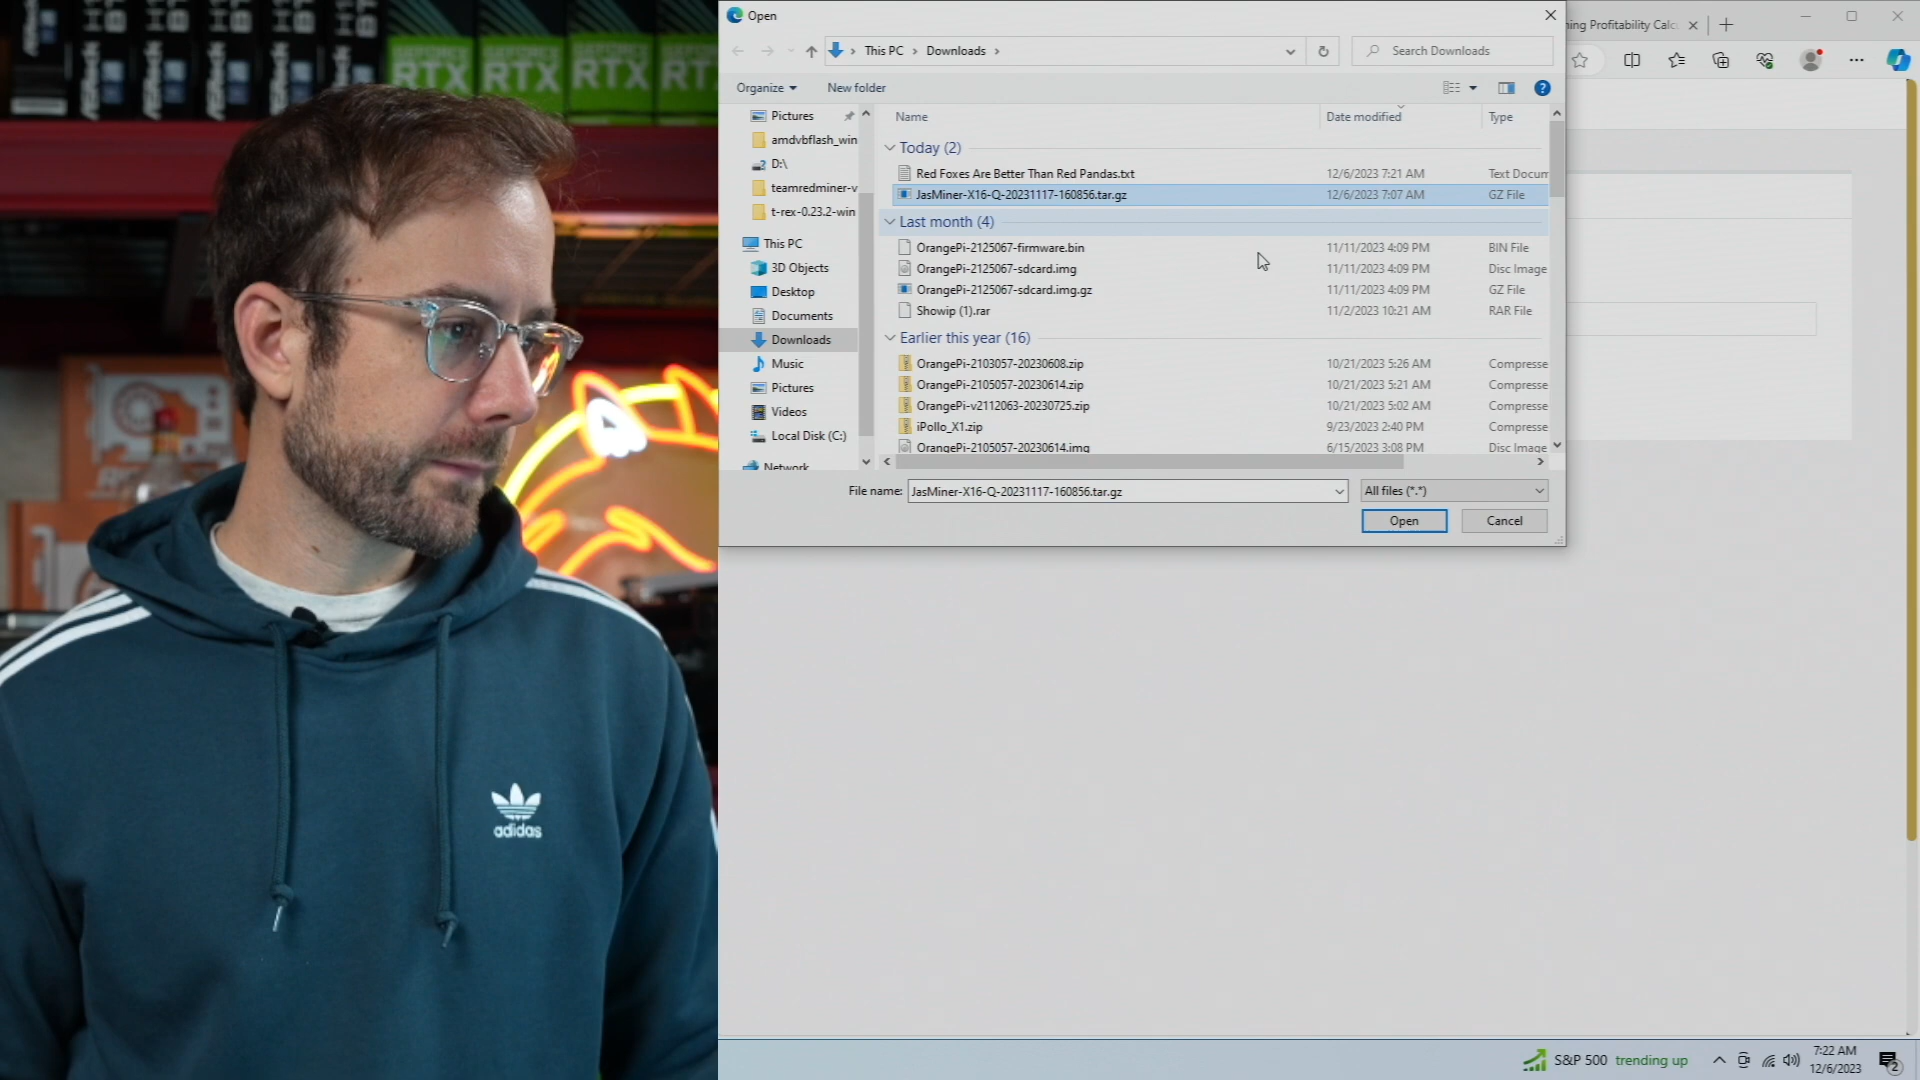 GEFORCE
RTX
GEFORCE
RTX
GEFORCE
RTX
RT
ASRock
ASRock
ASRock
ASRock
adidas
Open
ning Profitability Calc
This PC
Downloads
Search Downloads
Organize
New folder
Name
Date modified
Type
Pictures
amdvbflash_win
D:\
teamredminer-v
t-rex-0.23.2-win
This PC
3D Objects
Desktop
Documents
Downloads
Music
Pictures
Videos
Local Disk (C:)
Network
Today (2)
Red Foxes Are Better Than Red Pandas.txt 12/6/2023 7:21 AM Text Docum
JasMiner-X16-Q-20231117-160856.tar.gz 12/6/2023 7:07 AM GZ File
Last month (4)
OrangePi-2125067-firmware.bin 11/11/2023 4:09 PM BIN File
OrangePi-2125067-sdcard.img 11/11/2023 4:09 PM Disc Image
OrangePi-2125067-sdcard.img.gz 11/11/2023 4:09 PM GZ File
Showip (1).rar 11/2/2023 10:21 AM RAR File
Earlier this year (16)
OrangePi-2103057-20230608.zip 10/21/2023 5:26 AM Compresse
OrangePi-2105057-20230614.zip 10/21/2023 5:21 AM Compresse
OrangePi-v2112063-20230725.zip 10/21/2023 5:02 AM Compresse
iPollo_X1.zip 9/23/2023 2:40 PM Compresse
OrangePi-2105057-20230614.img 6/15/2023 3:08 PM Disc Image
File name: JasMiner-X16-Q-20231117-160856.tar.gz All files (*.*)
Open
Cancel
S&P 500 trending up
7:22 AM
12/6/2023
2